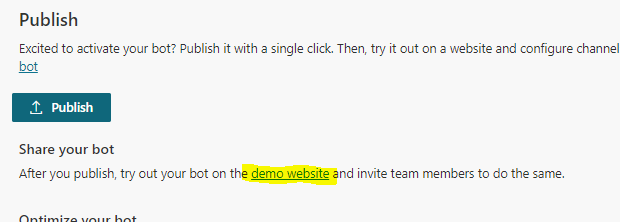 Publish
Excited to activate your bot? Publish it with a single click. Then, try it out on a website and configure channel
bot
Publish
Share your bot
After you publish, try out your bot on the demo website and invite team members to do the same.
Optimize your bot